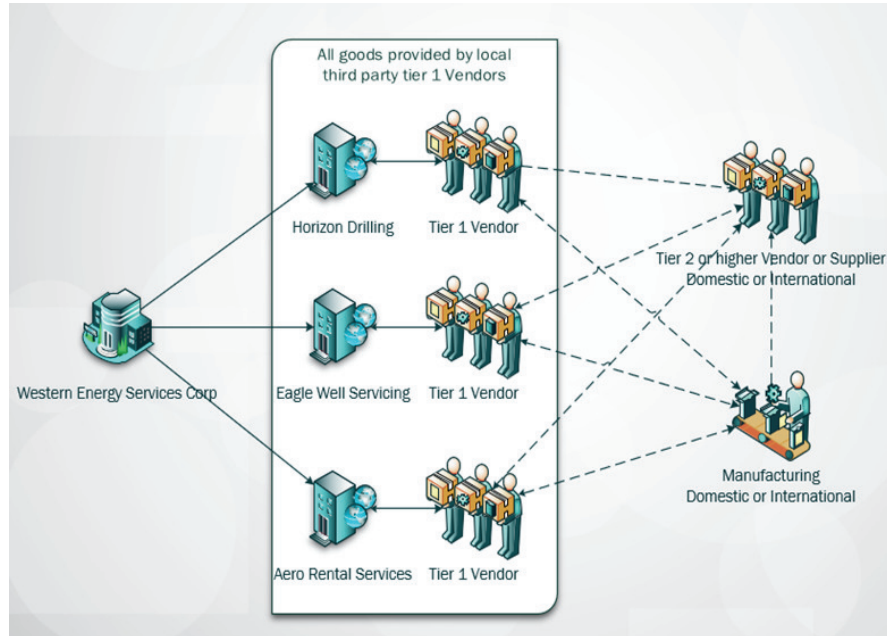 All goods provided by local
third party tier 1 Vendors
Horizon Drilling
Tier 1 Vendor
Tier 2 or higher Vendor or Supplier
Domestic or International
Western Energy Services Corp
Eagle Well Servicing
Tier 1 Vendor
Manufacturing
Domestic or International
Aero Rental Services
Tier 1 Vendor